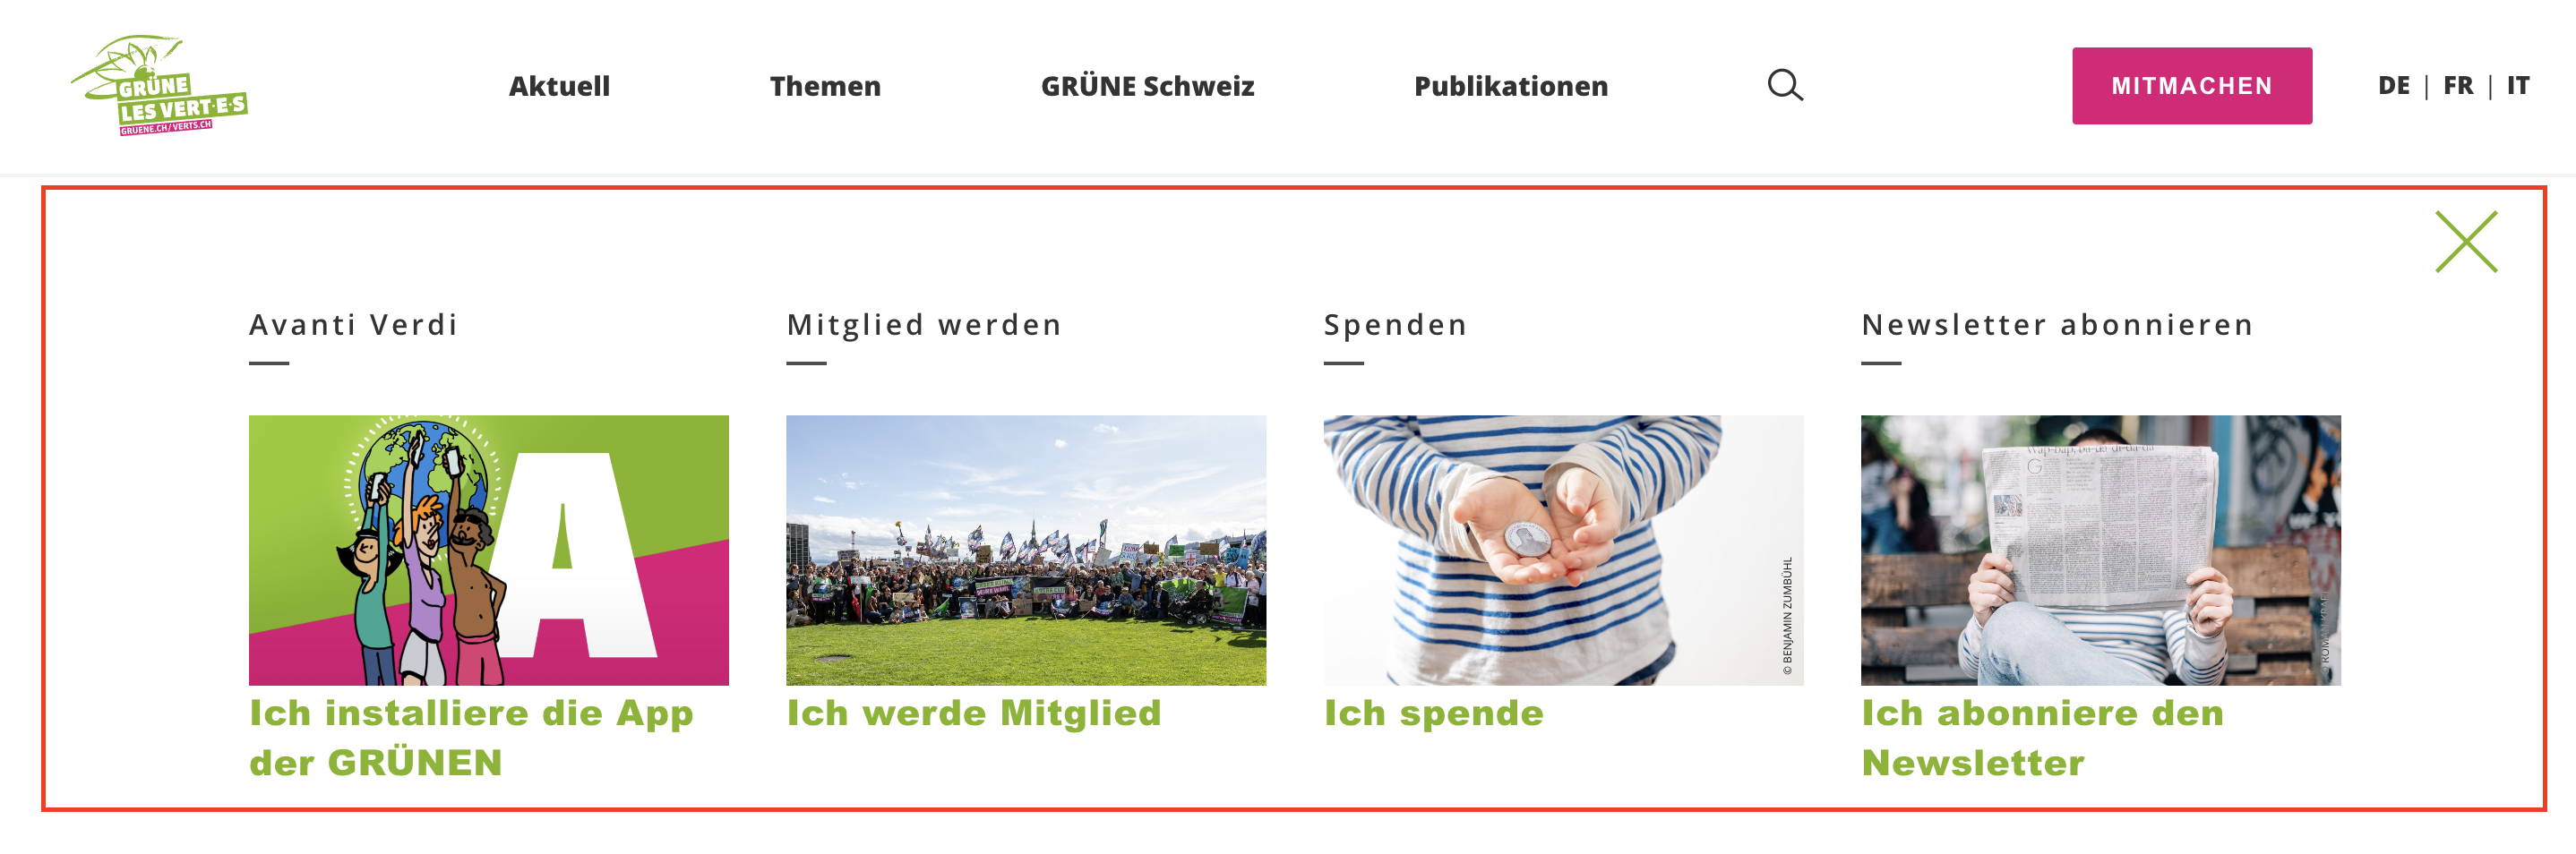 GRÜNE
LES VERT·E·S
GRUENE.CH/VERTS.CH
Aktuell
Themen
GRÜNE Schweiz
Publikationen
MITMACHEN
DE | FR | IT
Avanti Verdi
Mitglied werden
Spenden
Newsletter abonnieren
A
© BENJAMIN ZUMBÜHL
Ich installiere die App
der GRÜNEN
Ich werde Mitglied
Ich spende
Ich abonniere den
Newsletter